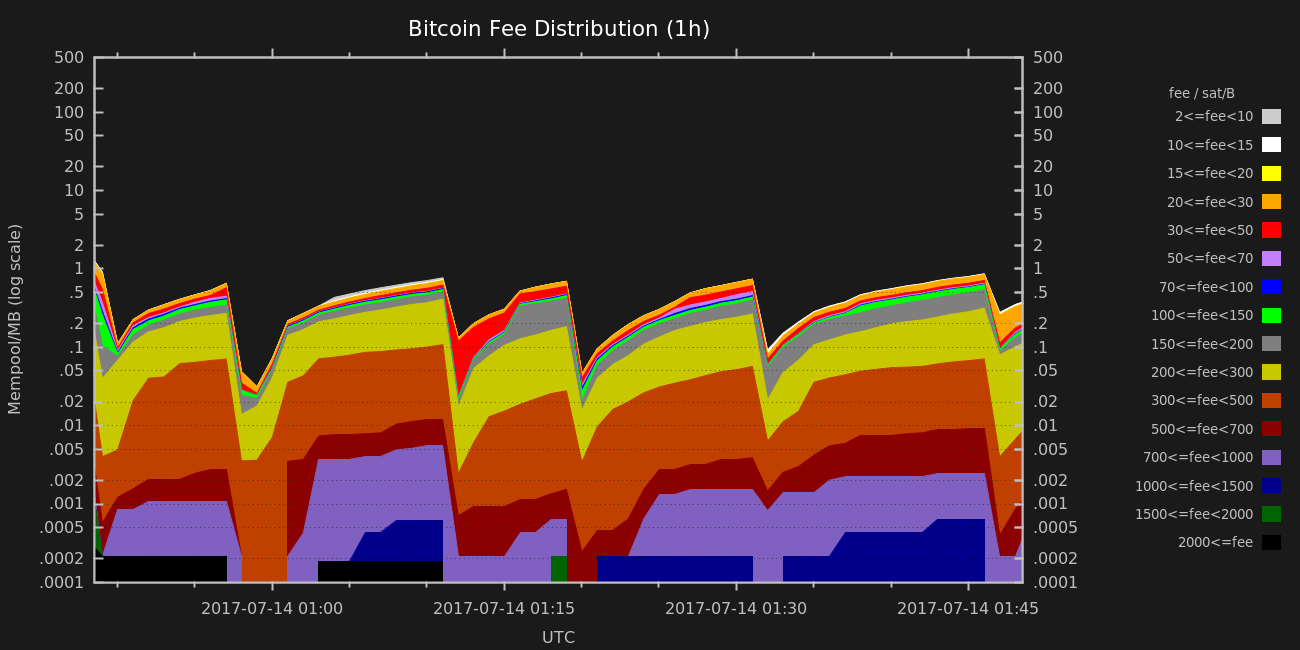 Bitcoin Fee Distribution (1h)
Mempool/MB (log scale)
500
200
100
50
20
10
5
2
1
.5
.2
.1
.05
.02
.01
.005
.002
.001
.0005
.0002
.0001
500
200
100
50
20
10
5
2
1
.5
.2
.1
.05
.02
.01
.005
.002
.001
.0005
.0002
.0001
fee / sat/B
2<=fee<10
10<=fee<15
15<=fee<20
20<=fee<30
30<=fee<50
50<=fee<70
70<=fee<100
100<=fee<150
150<=fee<200
200<=fee<300
300<=fee<500
500<=fee<700
700<=fee<1000
1000<=fee<1500
1500<=fee<2000
2000<=fee
2017-07-14 01:00 2017-07-14 01:15 2017-07-14 01:30 2017-07-14 01:45
UTC